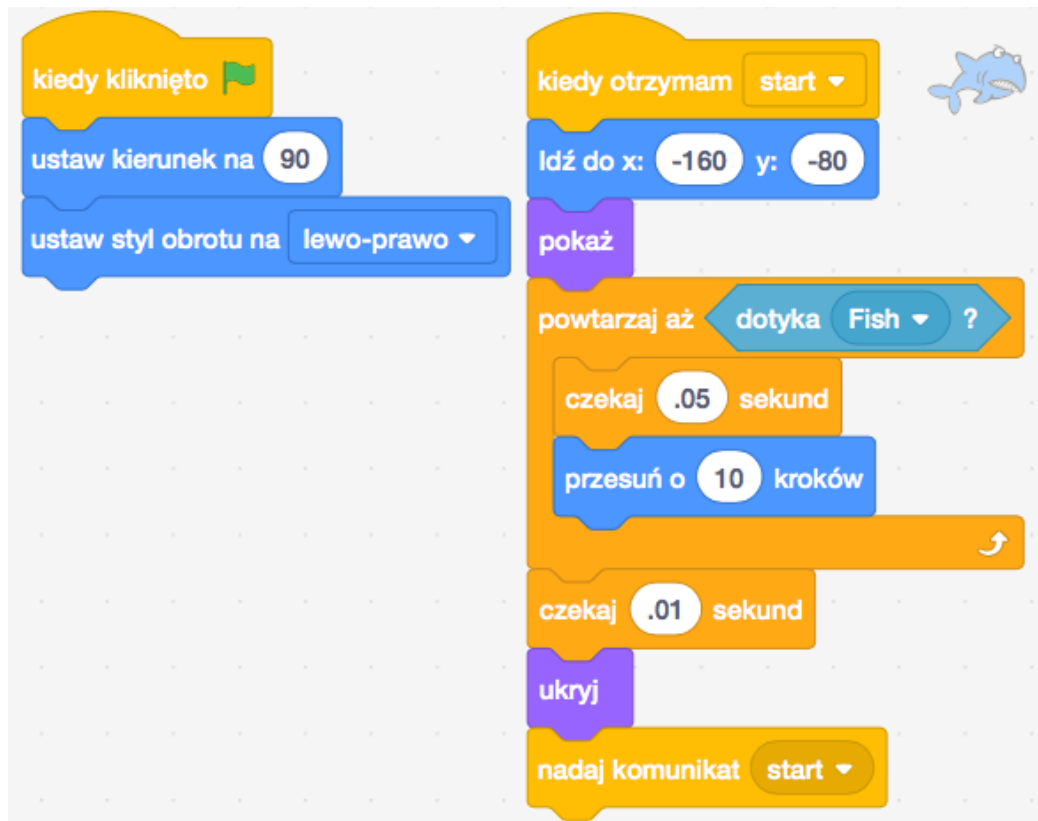 kiedy kliknięto
ustaw kierunek na 90
ustaw styl obrotu na lewo-prawo
kiedy otrzymam start
Idź do x: -160 y: -80
pokaż
powtarzaj aż dotyka Fish ?
czekaj .05 sekund
przesuń o 10 kroków
czekaj .01 sekund
ukryj
nadaj komunikat start